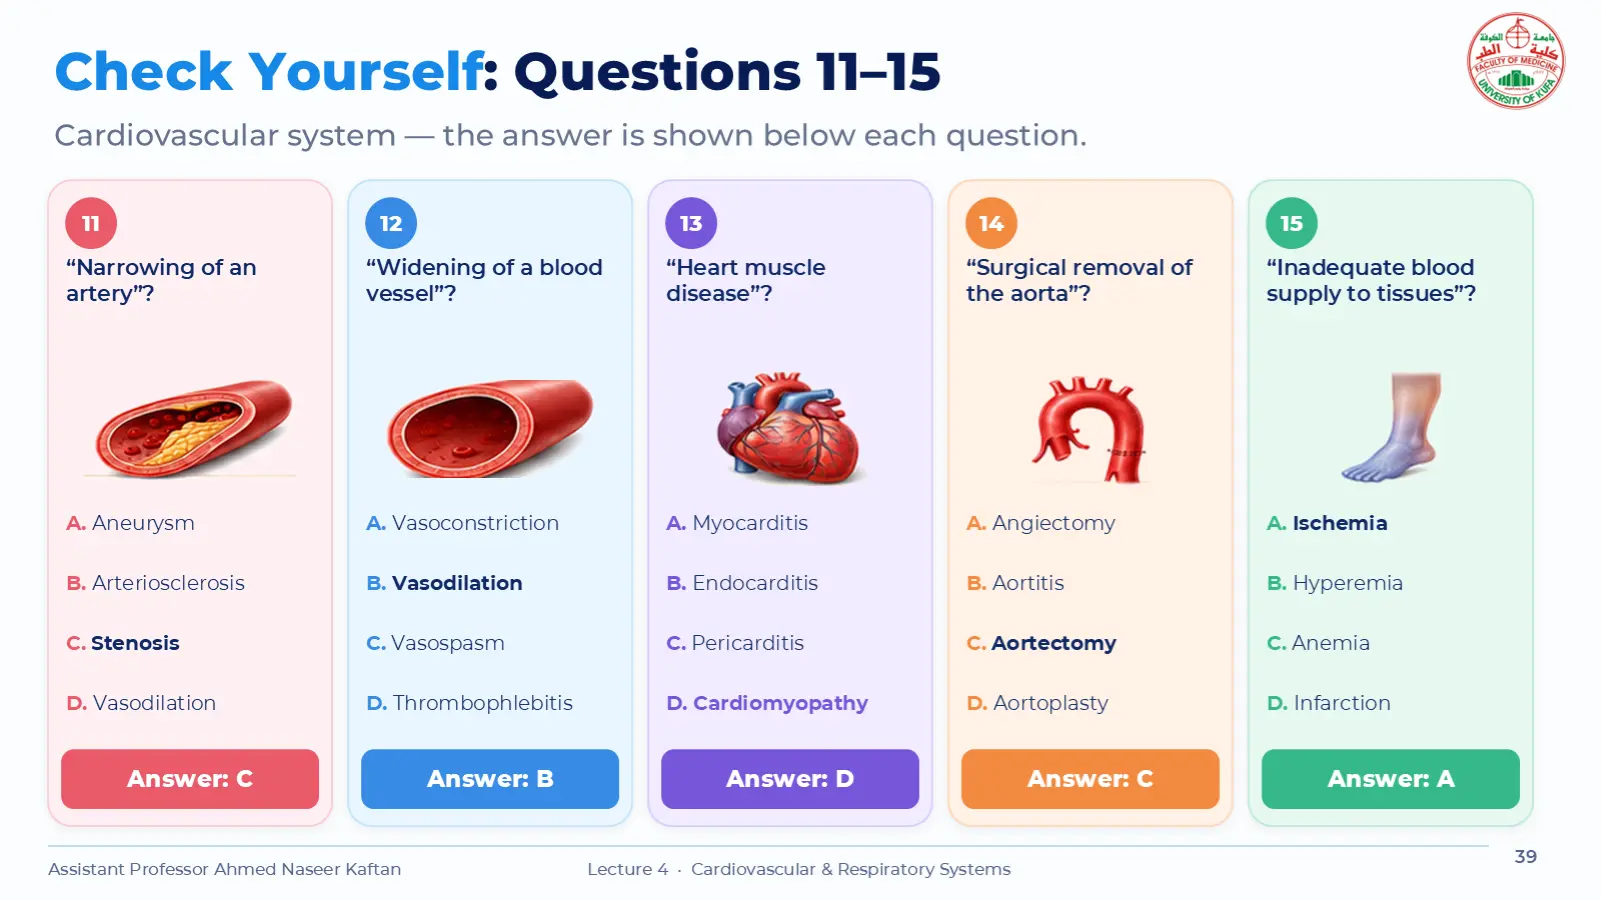 Check Yourself: Questions 11–15
Cardiovascular system — the answer is shown below each question.
جامعة الكوفة
كلية الطب
FACULTY OF MEDICINE
UNIVERSITY OF KUFA
11
“Narrowing of an
artery”?
A. Aneurysm
B. Arteriosclerosis
C. Stenosis
D. Vasodilation
Answer: C
12
“Widening of a blood
vessel”?
A. Vasoconstriction
B. Vasodilation
C. Vasospasm
D. Thrombophlebitis
Answer: B
13
“Heart muscle
disease”?
A. Myocarditis
B. Endocarditis
C. Pericarditis
D. Cardiomyopathy
Answer: D
14
“Surgical removal of
the aorta”?
A. Angiectomy
B. Aortitis
C. Aortectomy
D. Aortoplasty
Answer: C
15
“Inadequate blood
supply to tissues”?
A. Ischemia
B. Hyperemia
C. Anemia
D. Infarction
Answer: A
Assistant Professor Ahmed Naseer Kaftan
Lecture 4 · Cardiovascular & Respiratory Systems
39